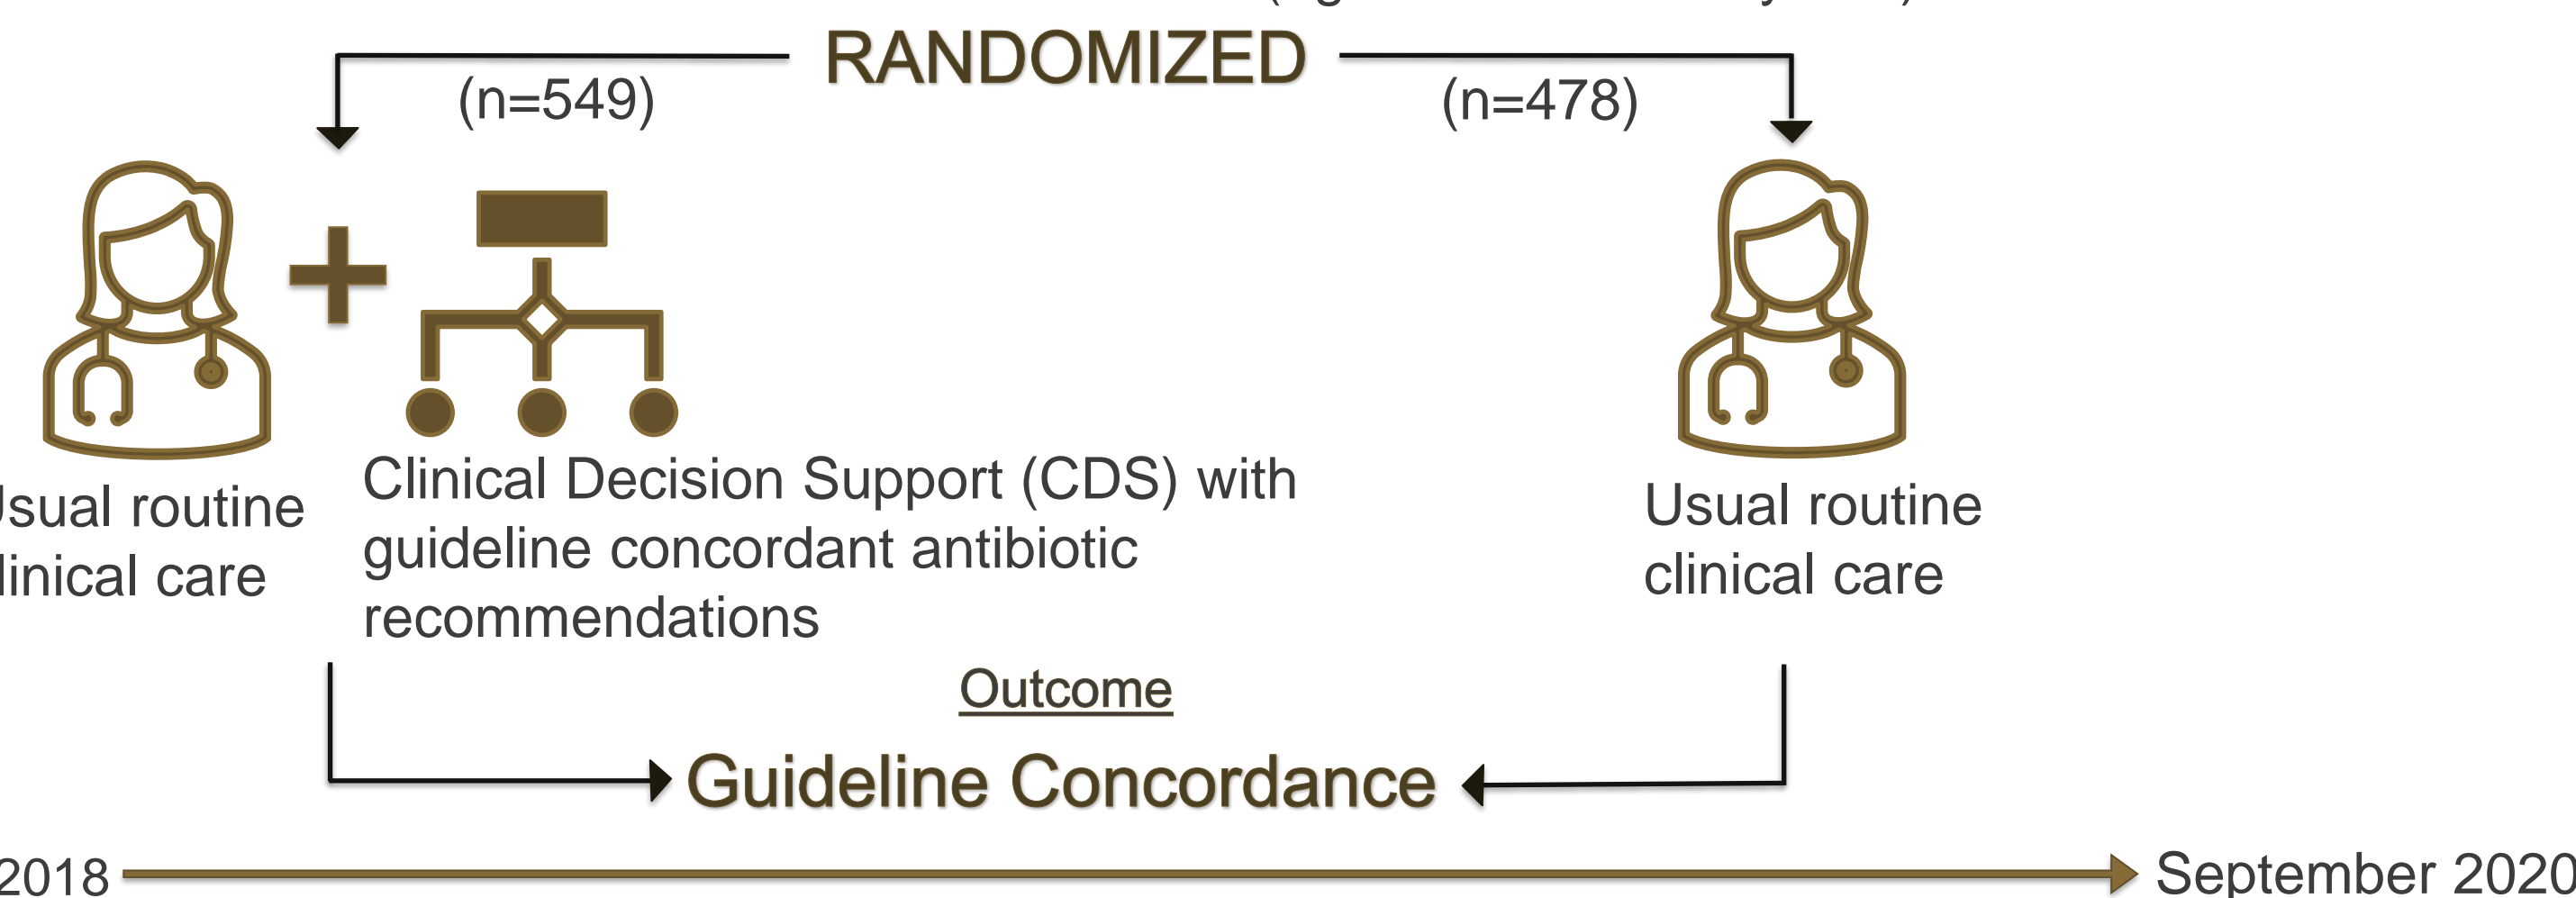 RANDOMIZED
(n=549)
(n=478)
Usual routine
clinical care
Clinical Decision Support (CDS) with
guideline concordant antibiotic
recommendations
Usual routine
clinical care
Outcome
Guideline Concordance
2018
September 2020